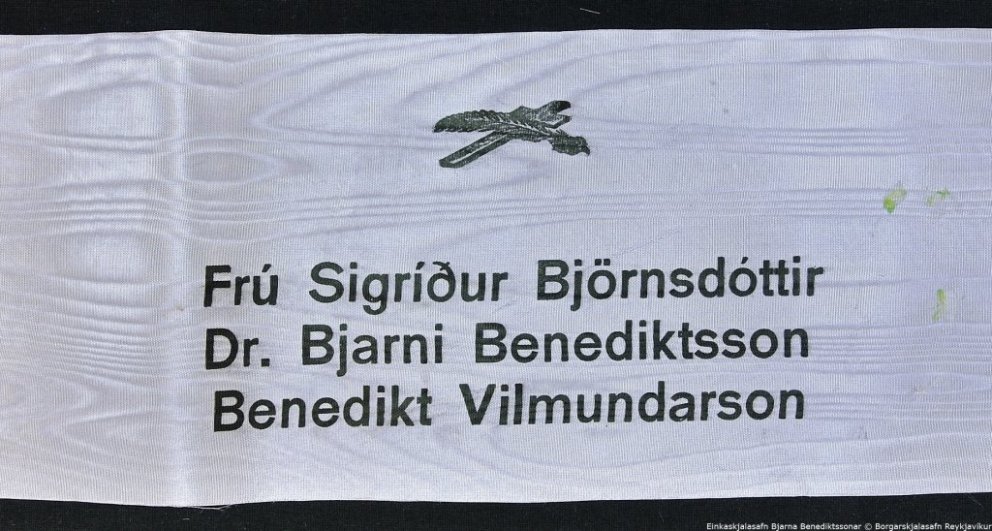 Frú Sigríður Björnsdóttir
Dr. Bjarni Benediktsson
Benedikt Vilmundarson
Einkaskjalasafn Bjarna Benediktssonar © Borgarskjalasafn Reykjavíkur